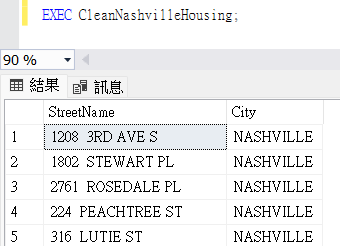 EXEC CleanNashvilleHousing;
90 %
結果 訊息
StreetName City
1 1208 3RD AVE S NASHVILLE
2 1802 STEWART PL NASHVILLE
3 2761 ROSEDALE PL NASHVILLE
4 224 PEACHTREE ST NASHVILLE
5 316 LUTIE ST NASHVILLE